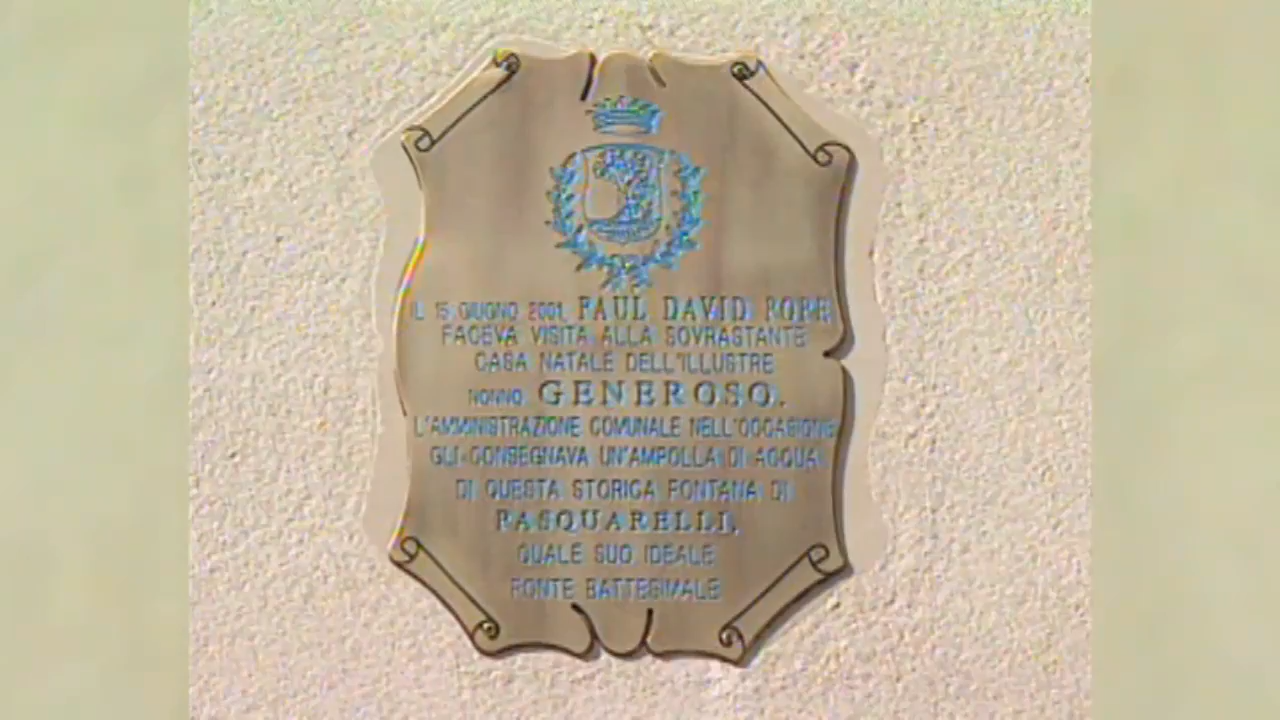 IL 15 GIUGNO 2001, PAUL DAVID POPE
FACEVA VISITA ALLA SOVRASTANTE
CASA NATALE DELL'ILLUSTRE
NONNO, GENEROSO.
L'AMMINISTRAZIONE COMUNALE NELL'OCCASIONE
GLI CONSEGNAVA UN'AMPOLLA DI ACQUA
DI QUESTA STORICA FONTANA DI
PASQUARELLI,
QUALE SUO IDEALE
FONTE BATTESIMALE